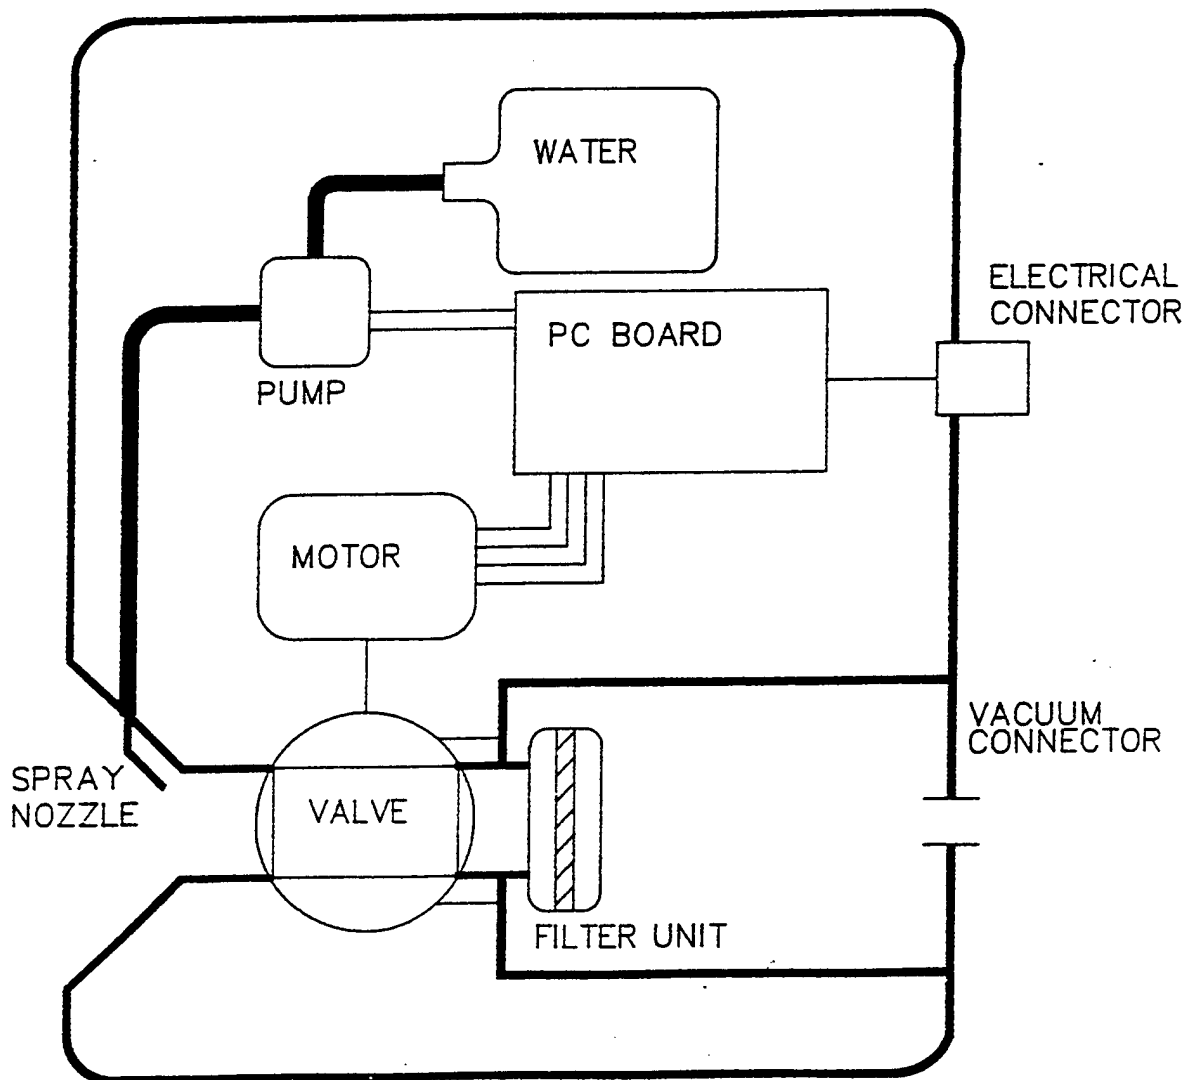 WATER
ELECTRICAL
CONNECTOR
PC BOARD
PUMP
MOTOR
VACUUM
CONNECTOR
SPRAY
NOZZLE
VALVE
FILTER UNIT